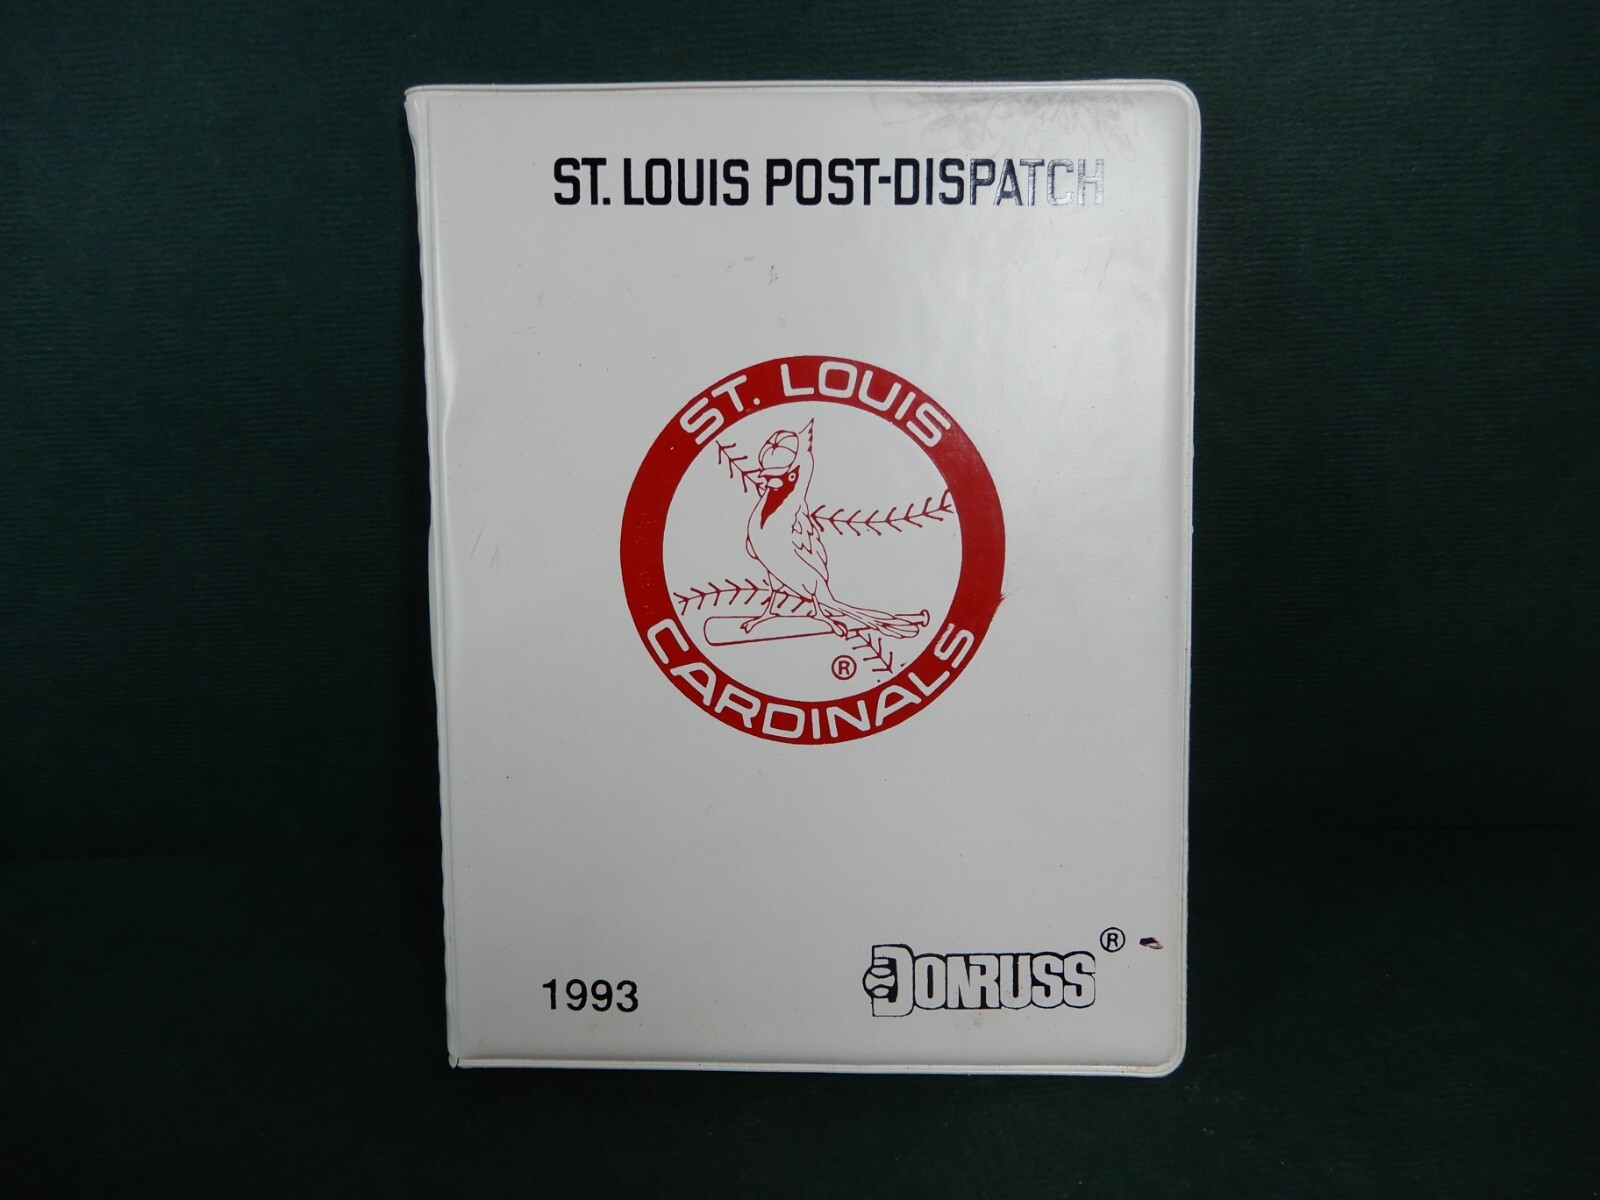 ST. LOUIS POST-DISPATCH
ST. LOUIS
®
CARDINALS
1993
DONRUSS®